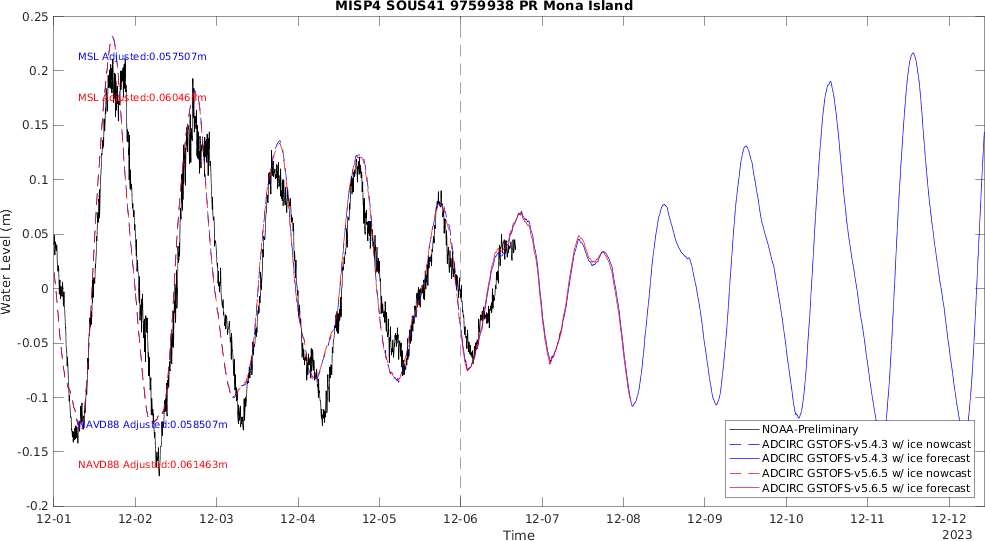 MISP4 SOUS41 9759938 PR Mona Island
0.25
MSL Adjusted:0.057507m
0.2
MSL Adjusted:0.060463m
0.15
0.1
0.05
Water Level (m)
0
-0.05
-0.1
NAVD88 Adjusted:0.058507m
NOAA-Preliminary
ADCIRC GSTOFS-v5.4.3 w/ ice nowcast
-0.15
ADCIRC GSTOFS-v5.4.3 w/ ice forecast
NAVD88 Adjusted:0.061463m
ADCIRC GSTOFS-v5.6.5 w/ ice nowcast
ADCIRC GSTOFS-v5.6.5 w/ ice forecast
-0.2
12-01 12-02 12-03 12-04 12-05 12-06 12-07 12-08 12-09 12-10 12-11 12-12
Time
2023